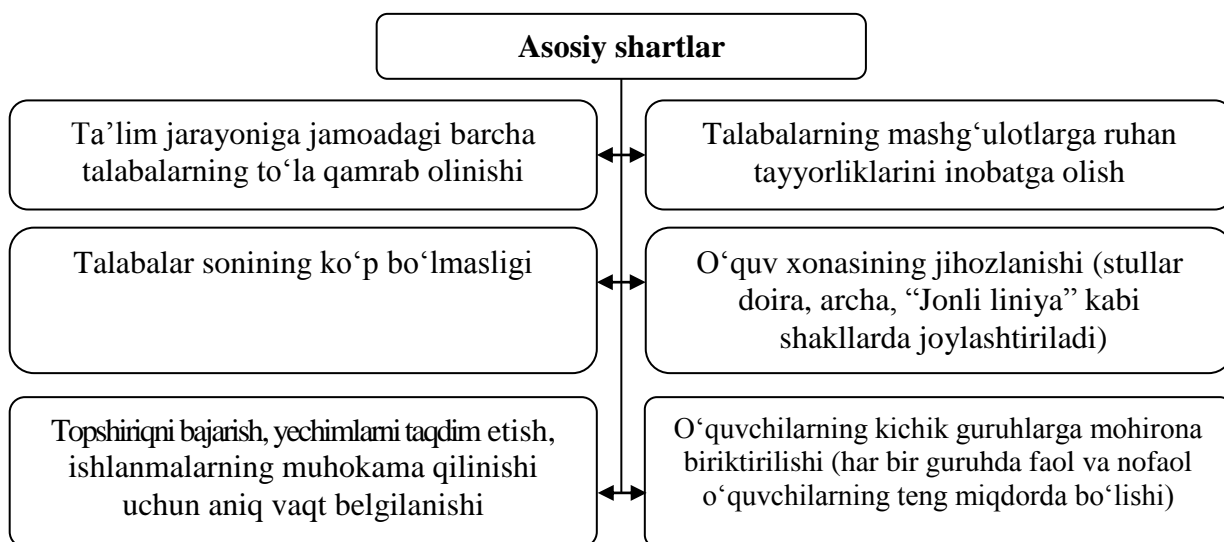 Asosiy shartlar
Ta’lim jarayoniga jamoadagi barcha
talabalarning to‘la qamrab olinishi
Talabalarning mashg‘ulotlarga ruhan
tayyorliklarini inobatga olish
Talabalar sonining ko‘p bo‘lmasligi
O‘quv xonasining jihozlanishi (stullar
doira, archa, “Jonli liniya” kabi
shakllarda joylashtiriladi)
Topshiriqni bajarish, yechimlarni taqdim etish,
ishlanmalarning muhokama qilinishi
uchun aniq vaqt belgilanishi
O‘quvchilarning kichik guruhlarga mohirona
biriktirilishi (har bir guruhda faol va nofaol
o‘quvchilarning teng miqdorda bo‘lishi)